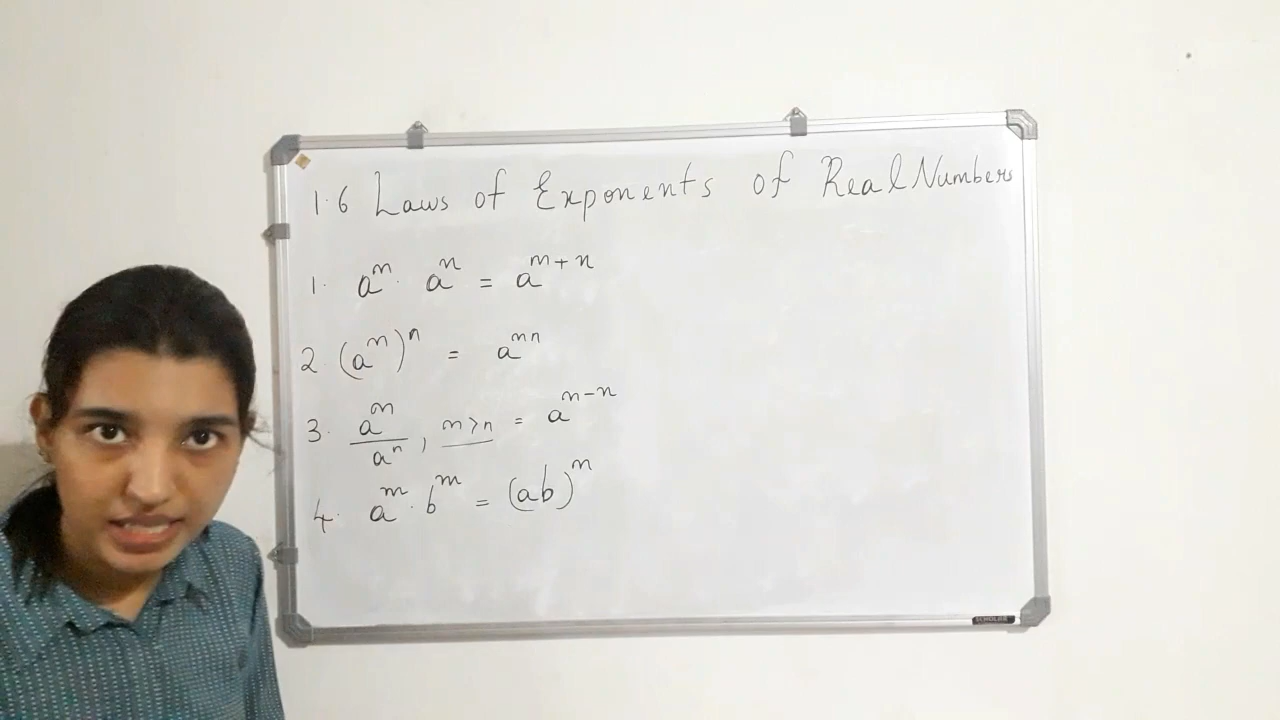 1.6 Laws of Exponents of Real Numbers
1. a^m · a^n = a^{m+n}
2. (a^m)^n = a^{mn}
3. a^m / a^n , m>n = a^{m-n}
4. a^m · b^m = (ab)^m